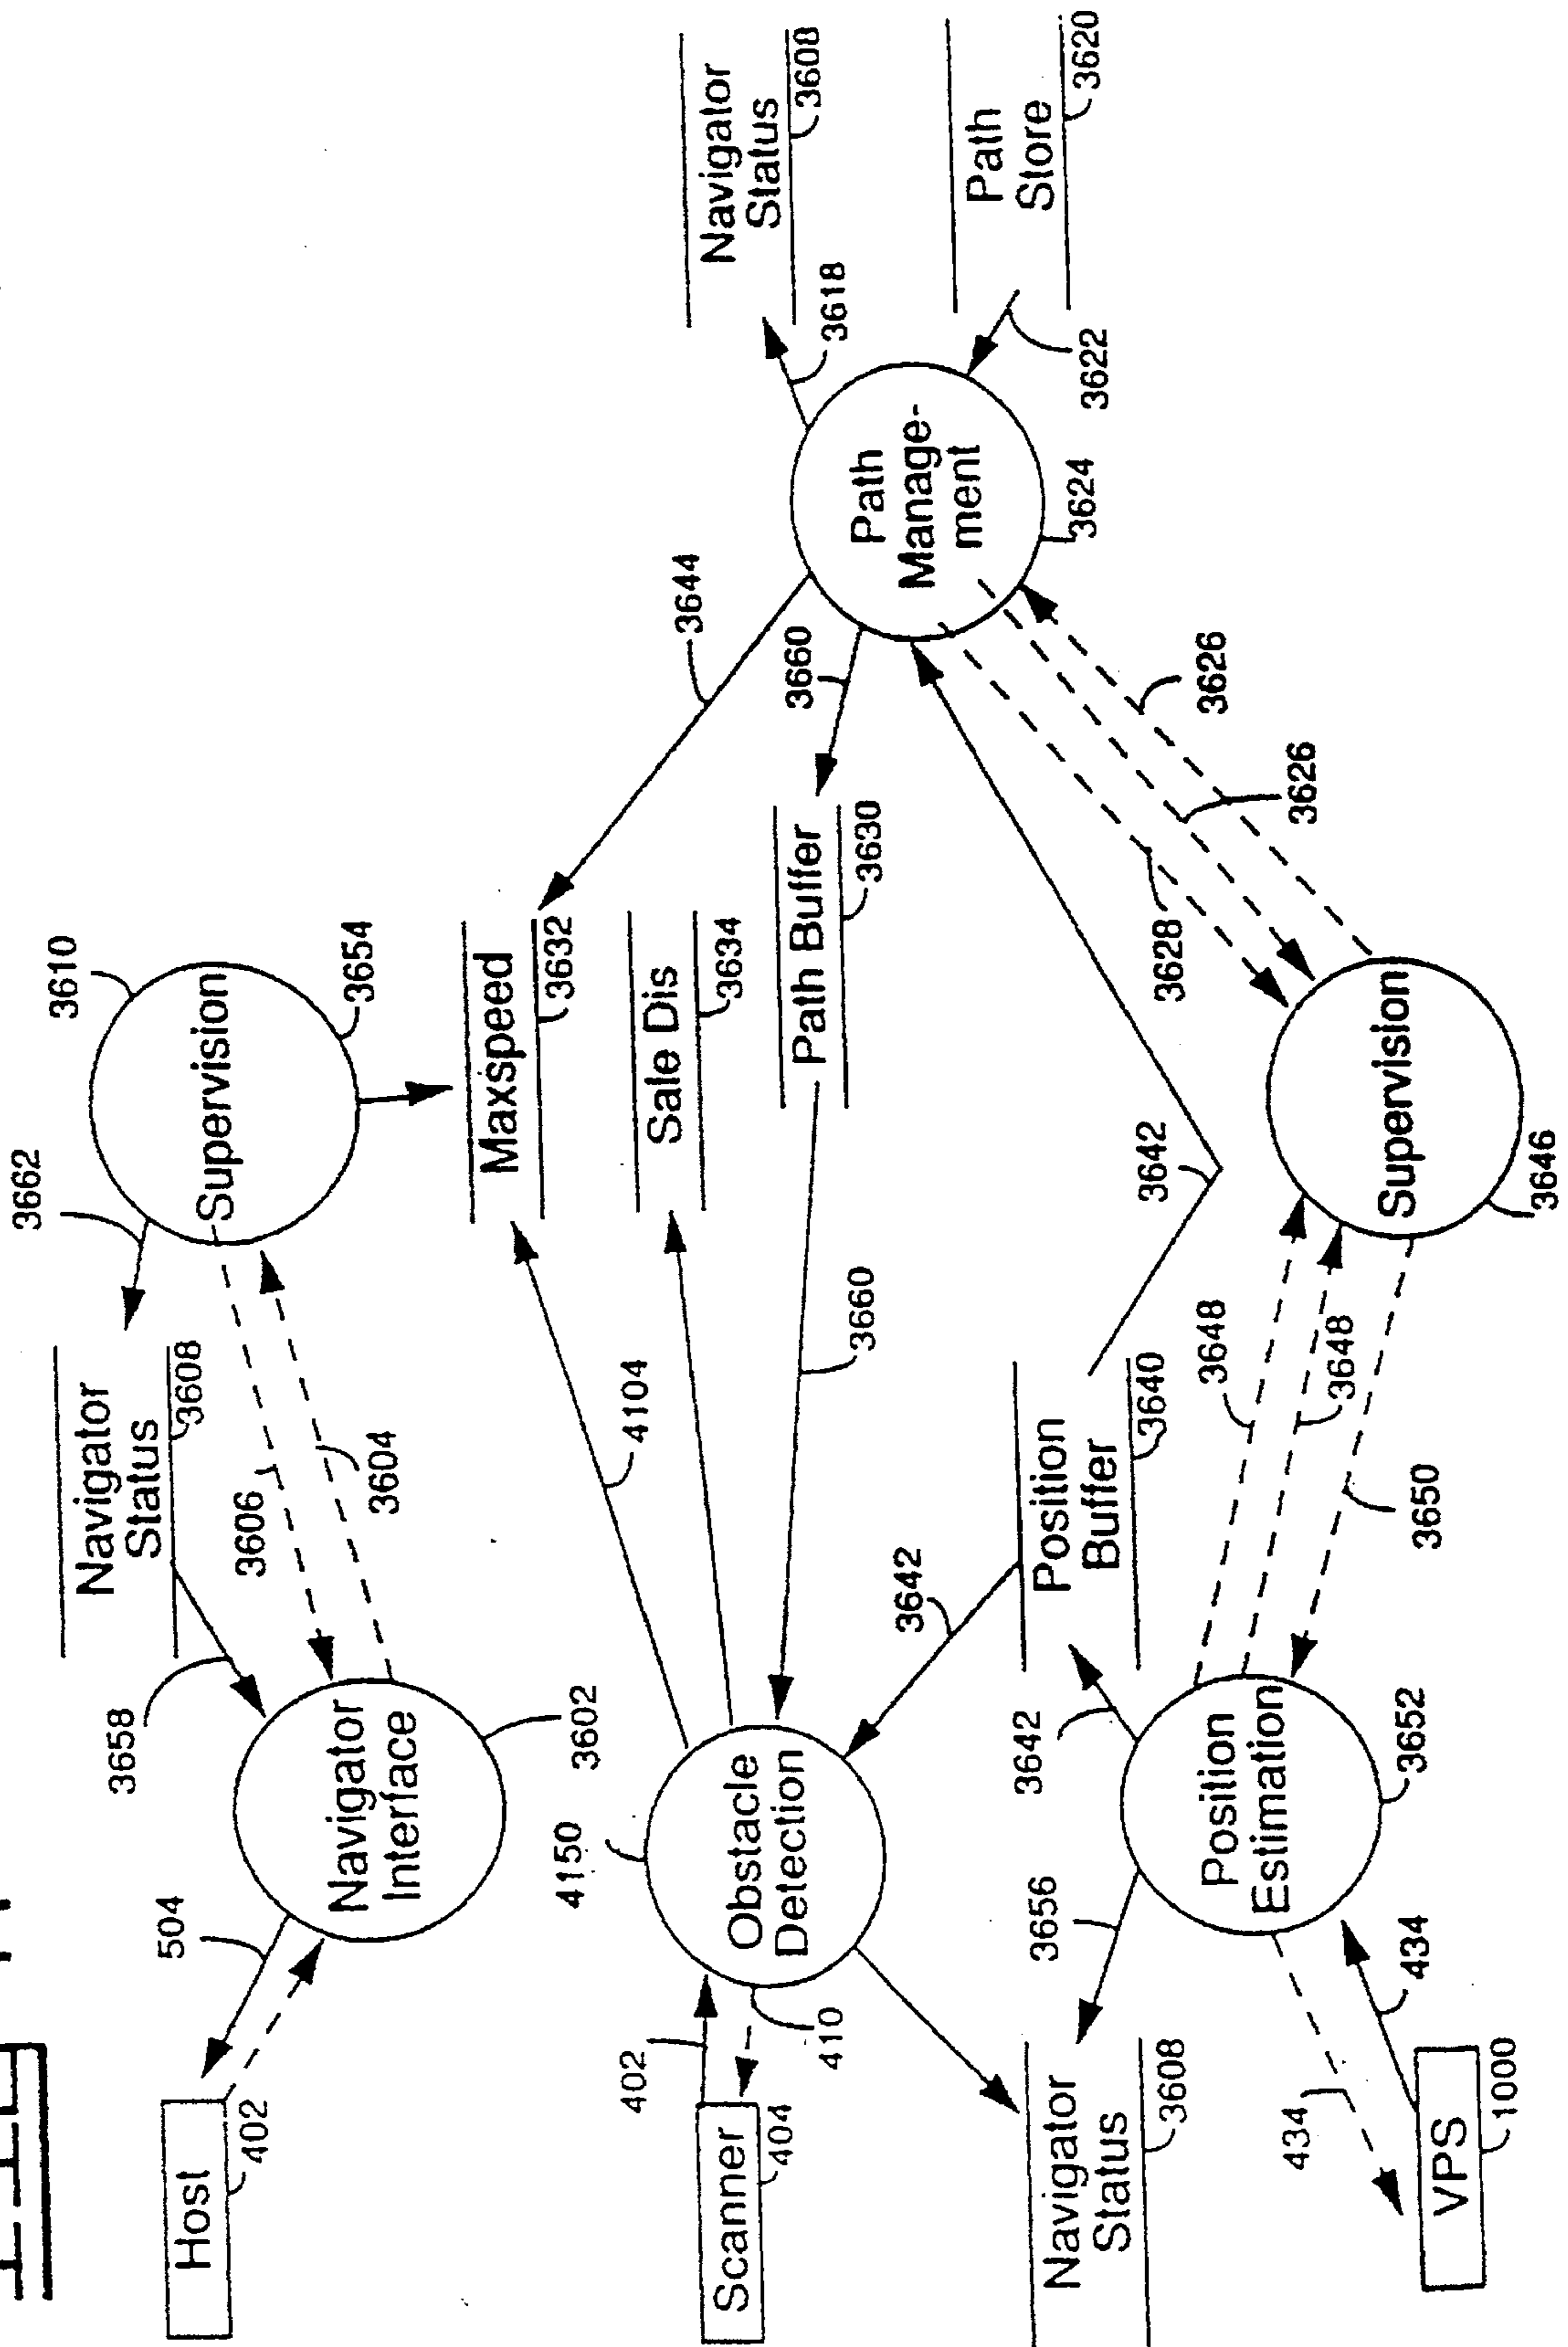 Host
402
504
Navigator
Interface
3602
3658
Navigator
Status
3608
3606
3604
3662
Supervision
3610
3654
Scanner
404
402
410
4150
Obstacle
Detection
4104
3660
Maxspeed
3632
Sale Dis
3634
Path Buffer
3630
3660
3644
Path
Manage-
ment
3624
3618
Navigator
Status
3608
3622
Path
Store
3620
Navigator
Status
3608
3656
3642
3642
Position
Buffer
3640
3642
VPS
1000
434
434
Position
Estimation
3652
3648
3648
3650
Supervision
3646
3628
3626
3626